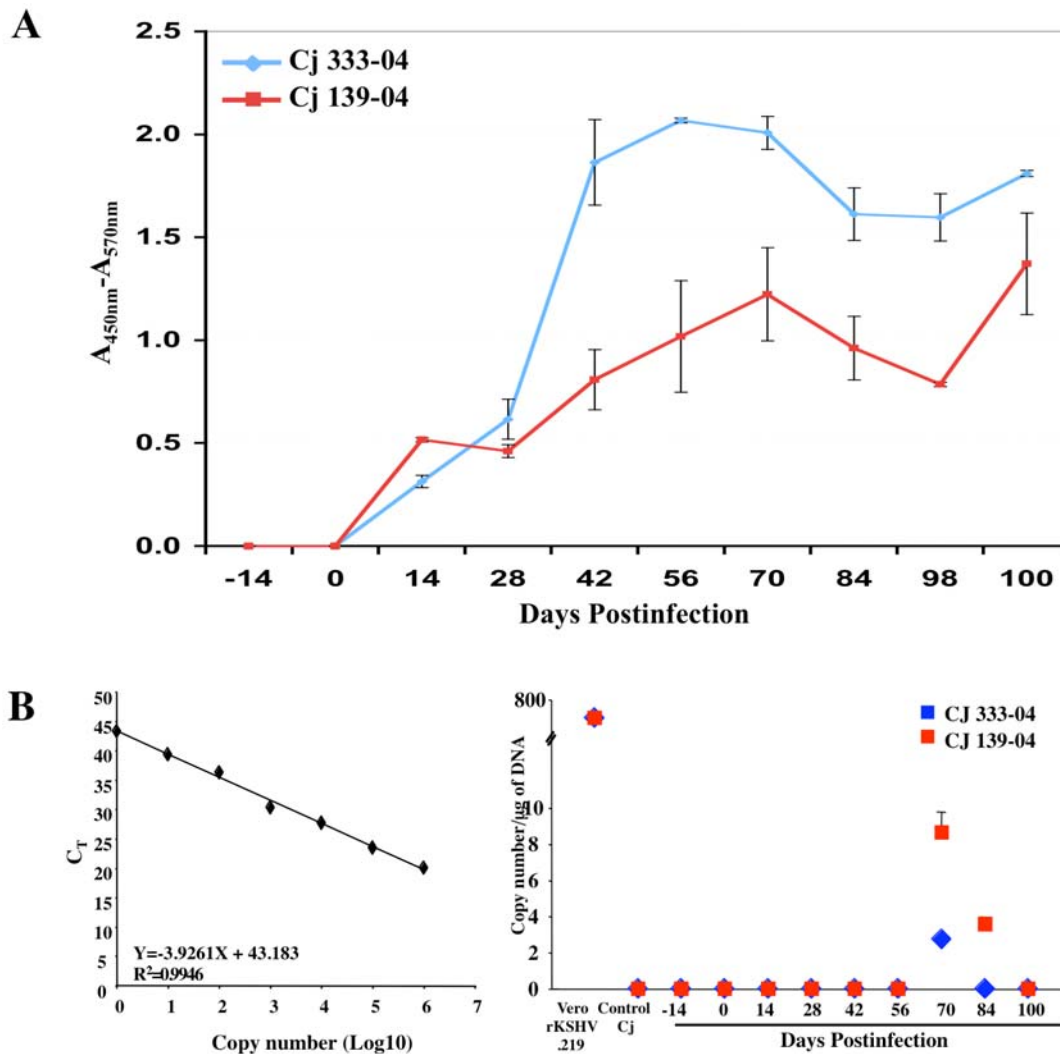 A
2.5
2.0
1.5
1.0
0.5
0.0
A450nm-A570nm
Cj 333-04
Cj 139-04
-14 0 14 28 42 56 70 84 98 100
Days Postinfection
B
50
45
40
35
30
25
20
15
10
5
0
CT
Y=-3.9261X + 43.183
R2=0.9946
0 1 2 3 4 5 6 7
Copy number (Log10)
800
10
8
6
4
2
0
Copy number/µg of DNA
CJ 333-04
CJ 139-04
Vero rKSHV .219
Control Cj
-14 0 14 28 42 56 70 84 100
Days Postinfection